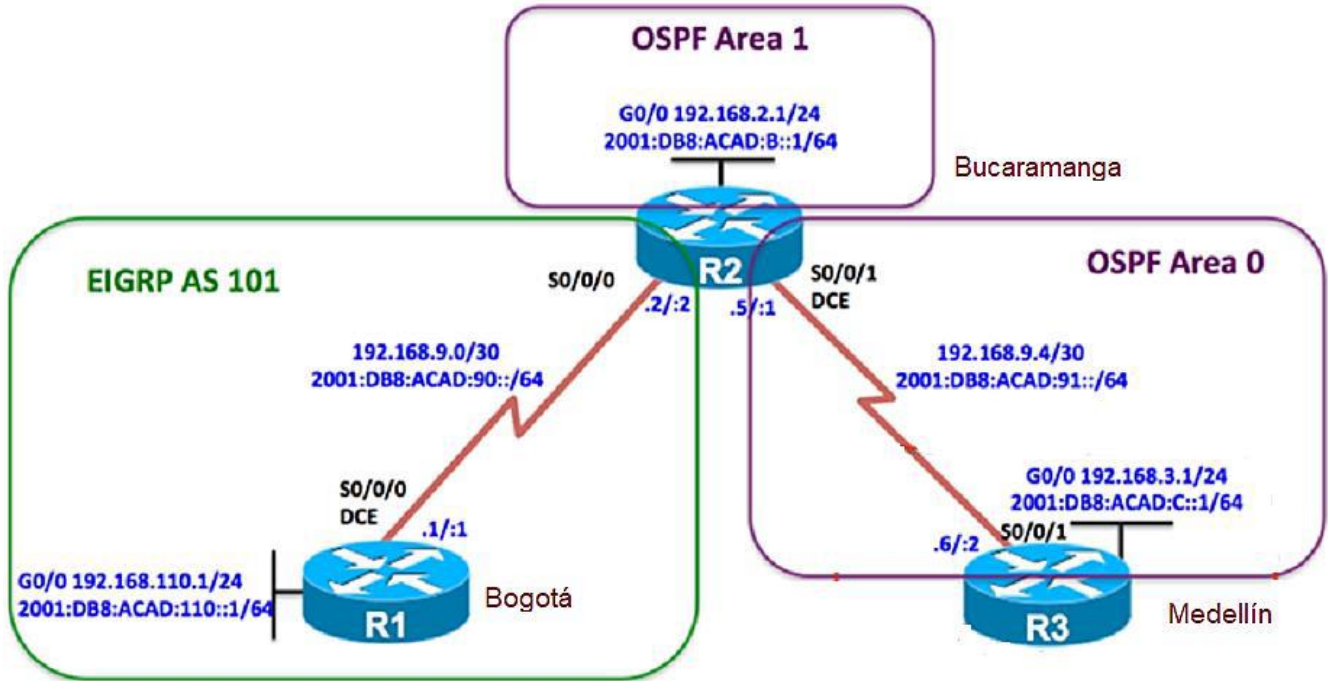 OSPF Area 1
G0/0 192.168.2.1/24
2001:DB8:ACAD:B::1/64
Bucaramanga
R2
EIGRP AS 101
S0/0/0
.2/:2
.5/:1
S0/0/1
DCE
OSPF Area 0
192.168.9.0/30
2001:DB8:ACAD:90::/64
192.168.9.4/30
2001:DB8:ACAD:91::/64
S0/0/0
DCE
.1/:1
G0/0 192.168.110.1/24
2001:DB8:ACAD:110::1/64
R1
Bogotá
G0/0 192.168.3.1/24
2001:DB8:ACAD:C::1/64
.6/:2
S0/0/1
R3
Medellín